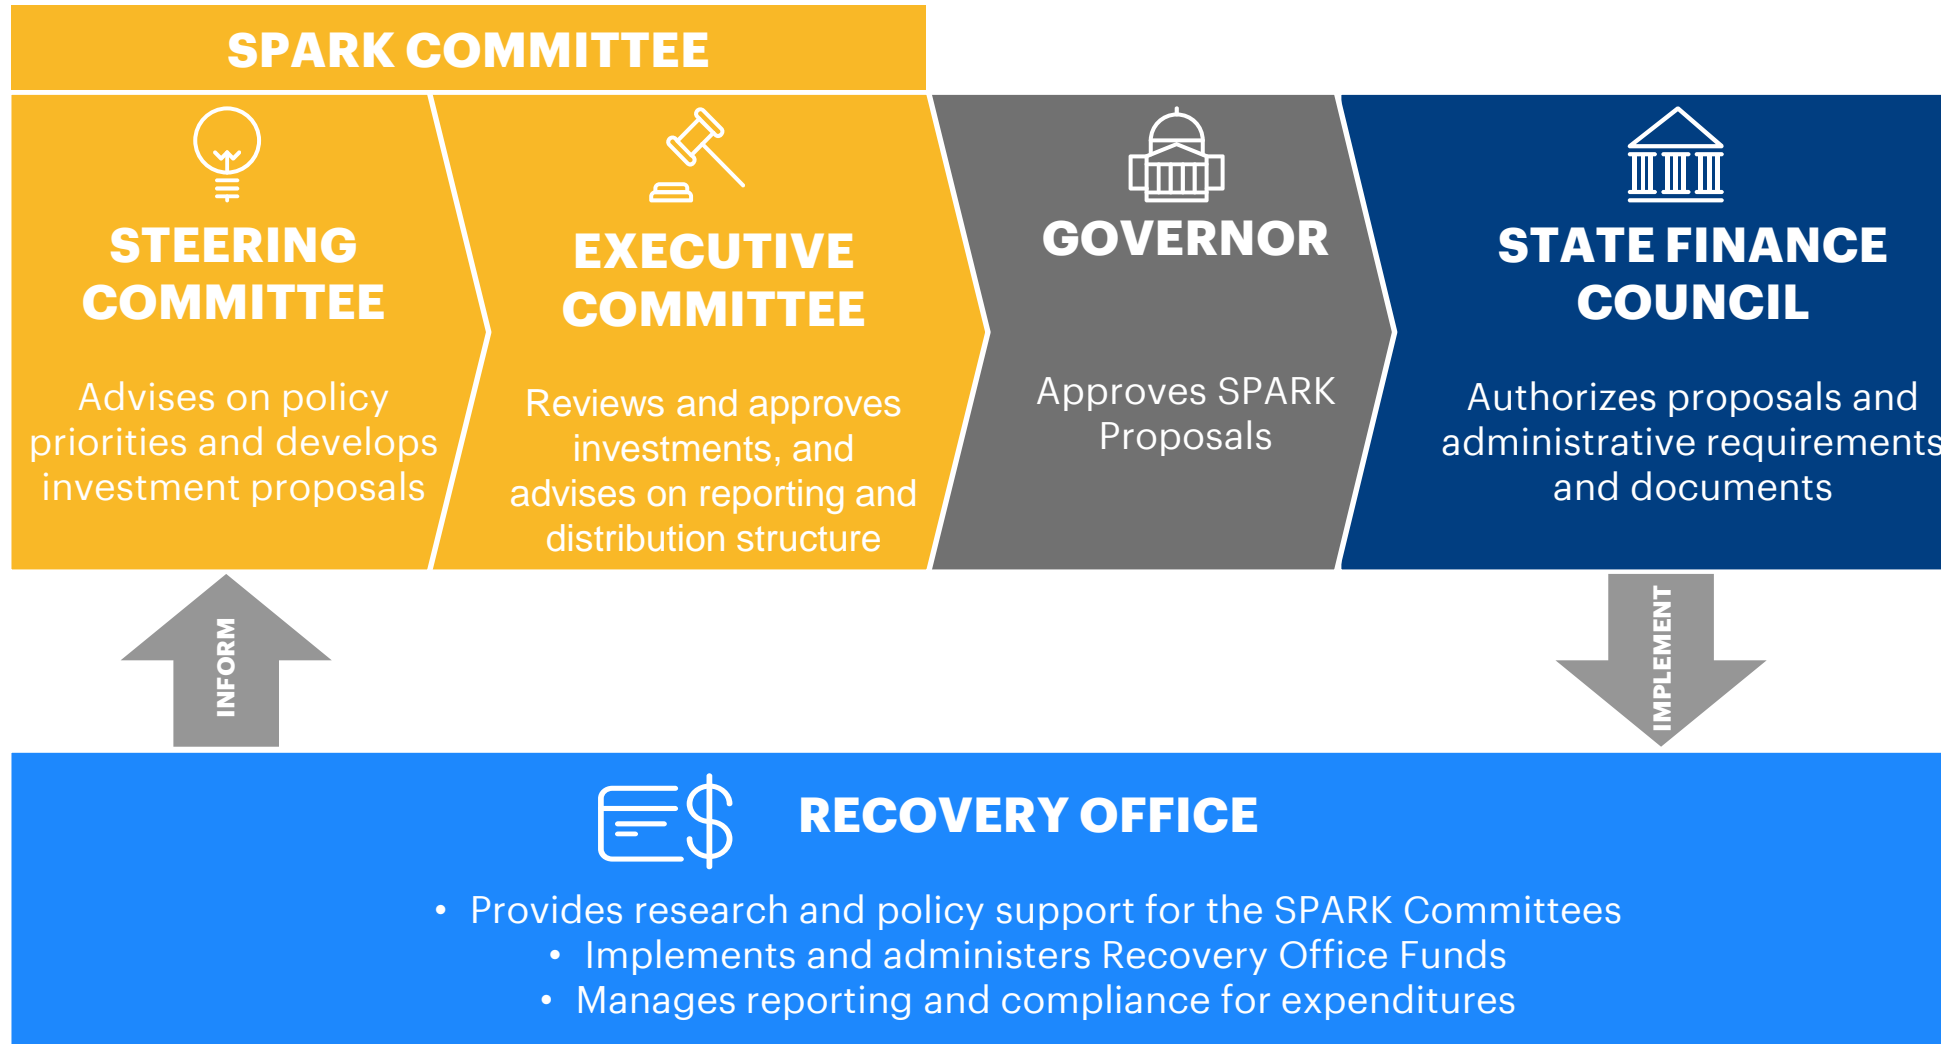 SPARK COMMITTEE
STEERING
COMMITTEE
Advises on policy
priorities and develops
investment proposals
EXECUTIVE
COMMITTEE
Reviews and approves
investments, and
advises on reporting and
distribution structure
GOVERNOR
Approves SPARK
Proposals
STATE FINANCE
COUNCIL
Authorizes proposals and
administrative requirements
and documents
INFORM
IMPLEMENT
RECOVERY OFFICE
• Provides research and policy support for the SPARK Committees
• Implements and administers Recovery Office Funds
• Manages reporting and compliance for expenditures